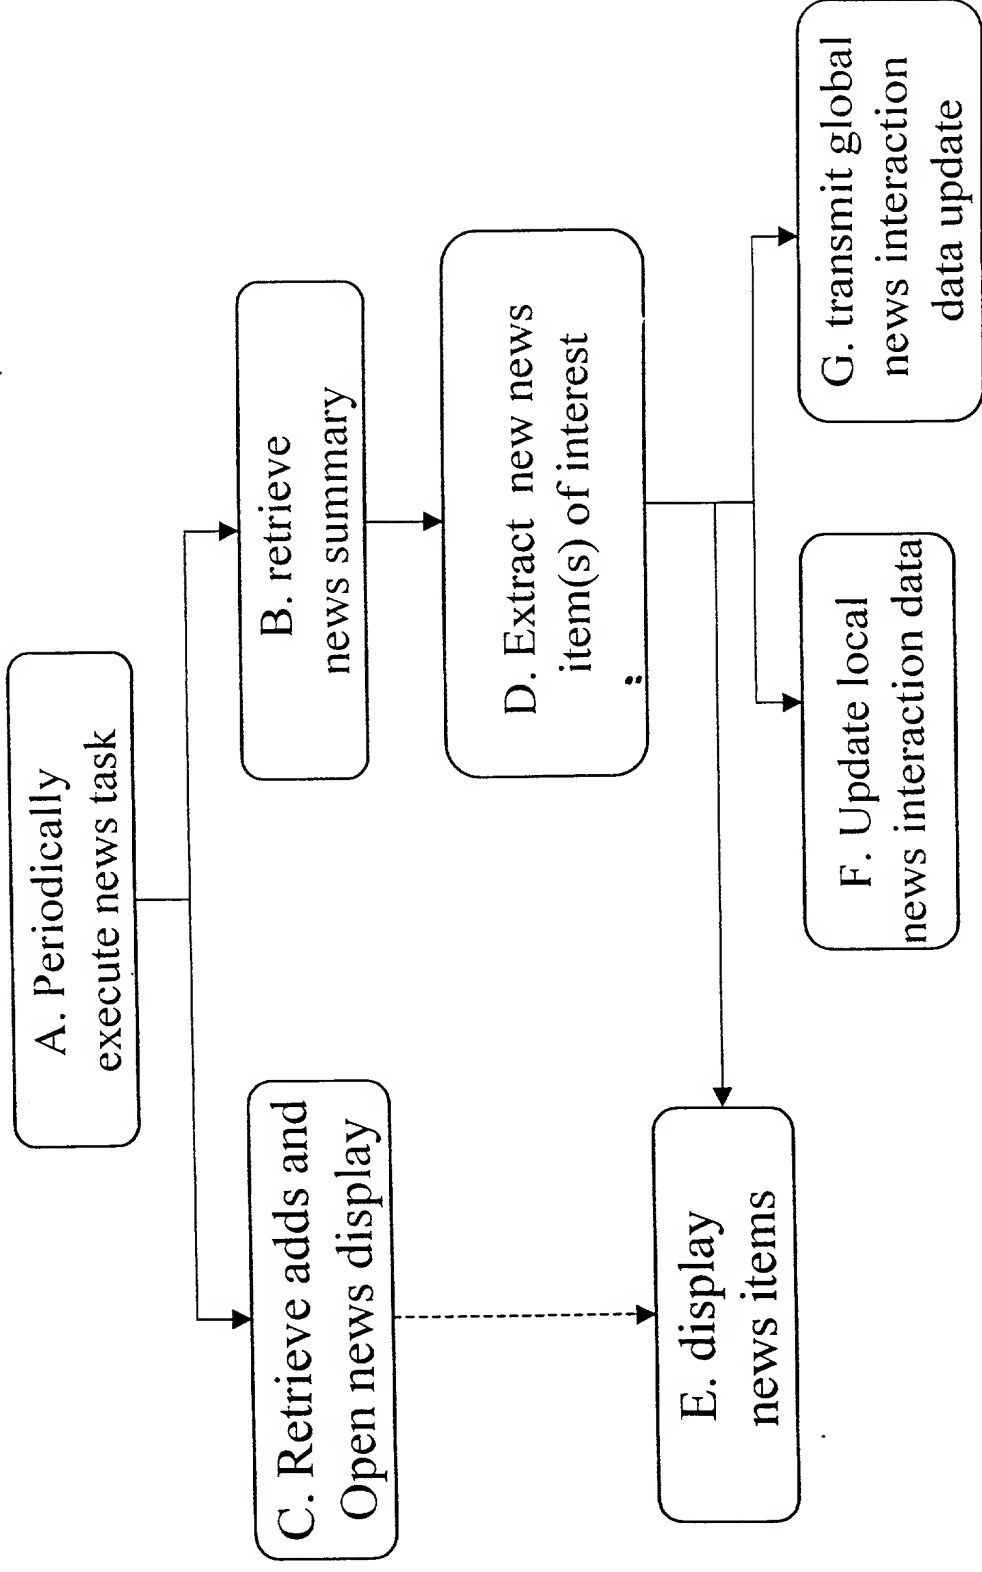 A. Periodically
execute news task
C. Retrieve adds and
Open news display
B. retrieve
news summary
D. Extract new news
item(s) of interest
E. display
news items
F. Update local
news interaction data
G. transmit global
news interaction
data update